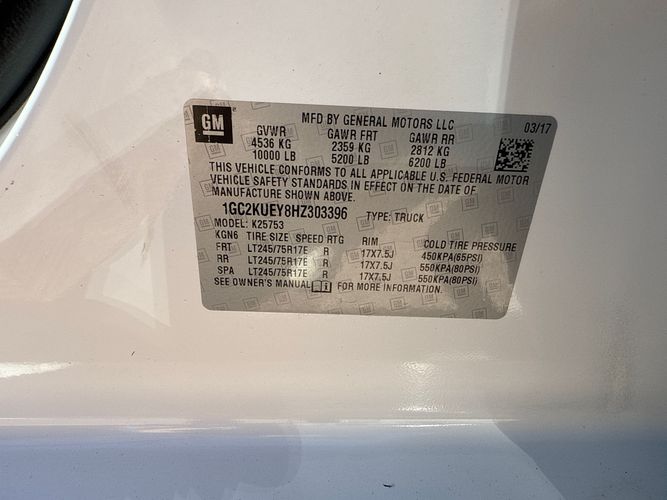 GM
MFD BY GENERAL MOTORS LLC
03/17
GVWR GAWR FRT GAWR RR
4536 KG 2359 KG 2812 KG
10000 LB 5200 LB 6200 LB
THIS VEHICLE CONFORMS TO ALL APPLICABLE U.S. FEDERAL MOTOR
VEHICLE SAFETY STANDARDS IN EFFECT ON THE DATE OF
MANUFACTURE SHOWN ABOVE.
1GC2KUEY8HZ303396 TYPE: TRUCK
MODEL: K25753
KGN6 TIRE SIZE SPEED RTG RIM COLD TIRE PRESSURE
FRT LT245/75R17E R 17X7.5J 450KPA(65PSI)
RR LT245/75R17E R 17X7.5J 550KPA(80PSI)
SPA LT245/75R17E R 17X7.5J 550KPA(80PSI)
SEE OWNER'S MANUAL FOR MORE INFORMATION.